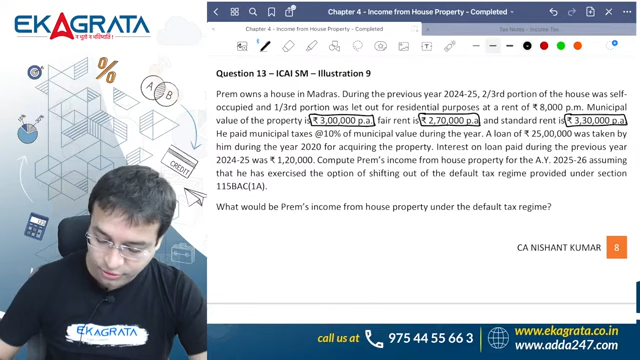 EKAGRATA
Chapter 4 - Income from House Property - Completed
Chapter 4 - Income from House Property - Completed
Tax Notes - Income Tax
Question 13 – ICAI SM – Illustration 9
Prem owns a house in Madras. During the previous year 2024-25, 2/3rd portion of the house was self-
occupied and 1/3rd portion was let out for residential purposes at a rent of ₹ 8,000 p.m. Municipal
value of the property is ₹ 3,00,000 p.a., fair rent is ₹ 2,70,000 p.a. and standard rent is ₹ 3,30,000 p.a.
He paid municipal taxes @10% of municipal value during the year. A loan of ₹ 25,00,000 was taken by
him during the year 2020 for acquiring the property. Interest on loan paid during the previous year
2024-25 was ₹ 1,20,000. Compute Prem's income from house property for the A.Y. 2025-26 assuming
that he has exercised the option of shifting out of the default tax regime provided under section
115BAC(1A).
What would be Prem's income from house property under the default tax regime?
CA NISHANT KUMAR 8
EKAGRATA
call us at 975 44 55 66 3
www.ekagrata.co.in
www.adda247.com